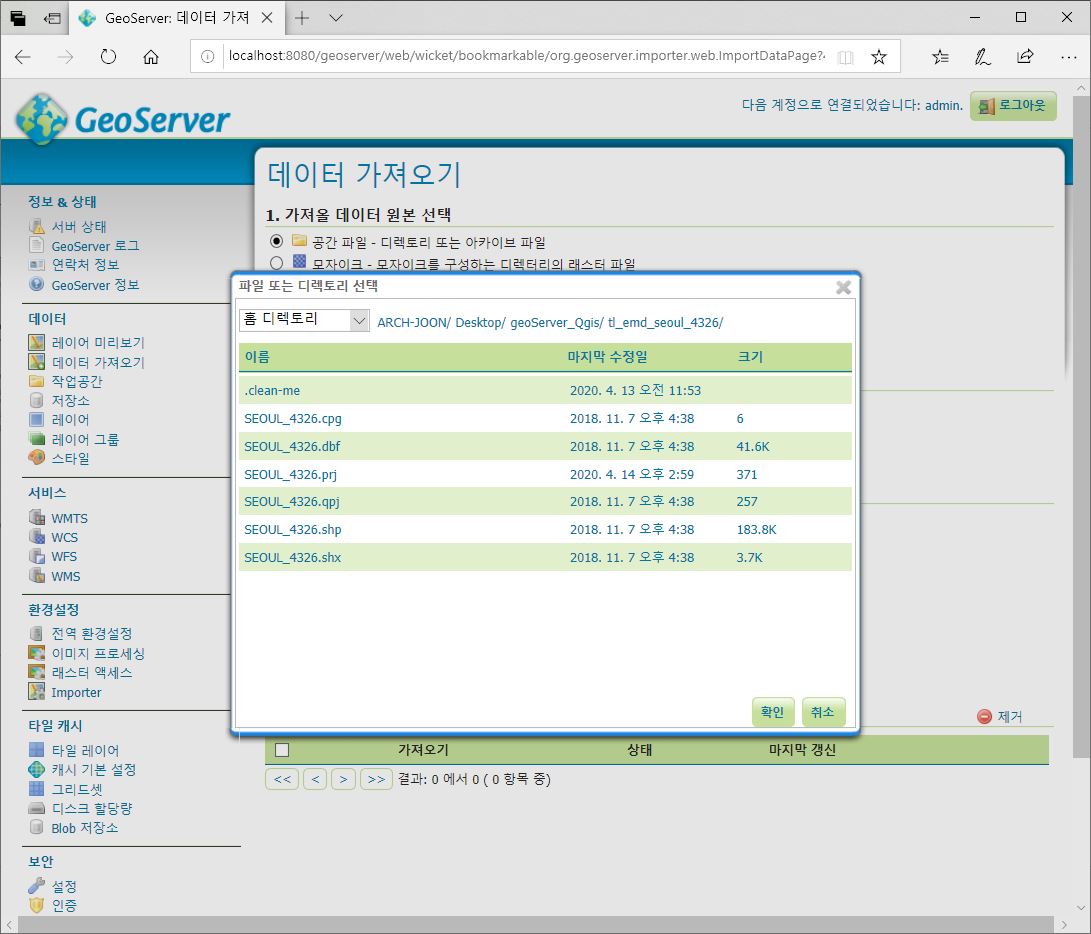 GeoServer: 데이터 가져
localhost:8080/geoserver/web/wicket/bookmarkable/org.geoserver.importer.web.ImportDataPage?
GeoServer
다음 계정으로 연결되었습니다: admin.
로그아웃
데이터 가져오기
1. 가져올 데이터 원본 선택
공간 파일 - 디렉토리 또는 아카이브 파일
모자이크 - 모자이크를 구성하는 디렉터리의 래스터 파일
정보 & 상태
서버 상태
GeoServer 로그
연락처 정보
GeoServer 정보
데이터
레이어 미리보기
데이터 가져오기
작업공간
저장소
레이어
레이어 그룹
스타일
서비스
WMTS
WCS
WFS
WMS
환경설정
전역 환경설정
이미지 프로세싱
래스터 액세스
Importer
타일 캐시
타일 레이어
캐시 기본 설정
그리드셋
디스크 할당량
Blob 저장소
보안
설정
인증
파일 또는 디렉토리 선택
홈 디렉토리 ARCH-JOON/ Desktop/ geoServer_Qgis/ tl_emd_seoul_4326/
이름 마지막 수정일 크기
.clean-me 2020. 4. 13 오전 11:53
SEOUL_4326.cpg 2018. 11. 7 오후 4:38 6
SEOUL_4326.dbf 2018. 11. 7 오후 4:38 41.6K
SEOUL_4326.prj 2020. 4. 14 오후 2:59 371
SEOUL_4326.qpj 2018. 11. 7 오후 4:38 257
SEOUL_4326.shp 2018. 11. 7 오후 4:38 183.8K
SEOUL_4326.shx 2018. 11. 7 오후 4:38 3.7K
확인 취소
제거
가져오기 상태 마지막 갱신
<< < > >> 결과: 0 에서 0 ( 0 항목 중)